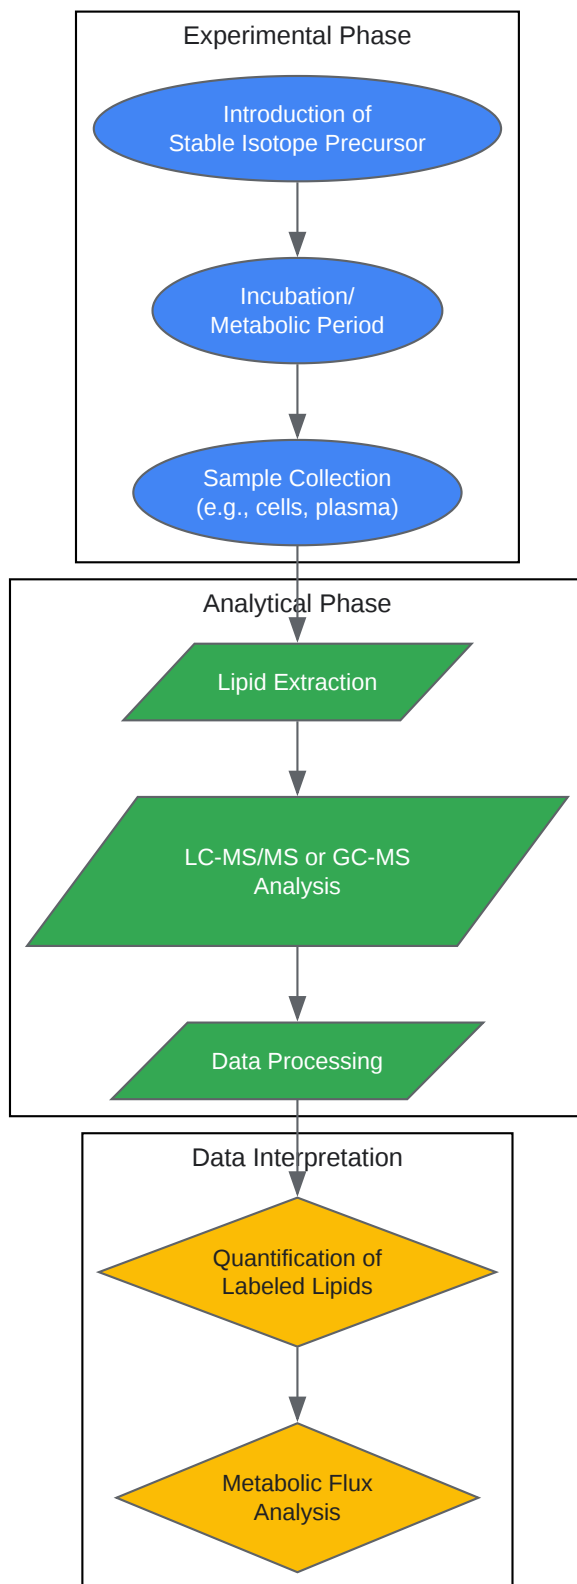 Experimental Phase
Introduction of
Stable Isotope Precursor
Incubation/
Metabolic Period
Sample Collection
(e.g., cells, plasma)
Analytical Phase
Lipid Extraction
LC-MS/MS or GC-MS
Analysis
Data Processing
Data Interpretation
Quantification of
Labeled Lipids
Metabolic Flux
Analysis